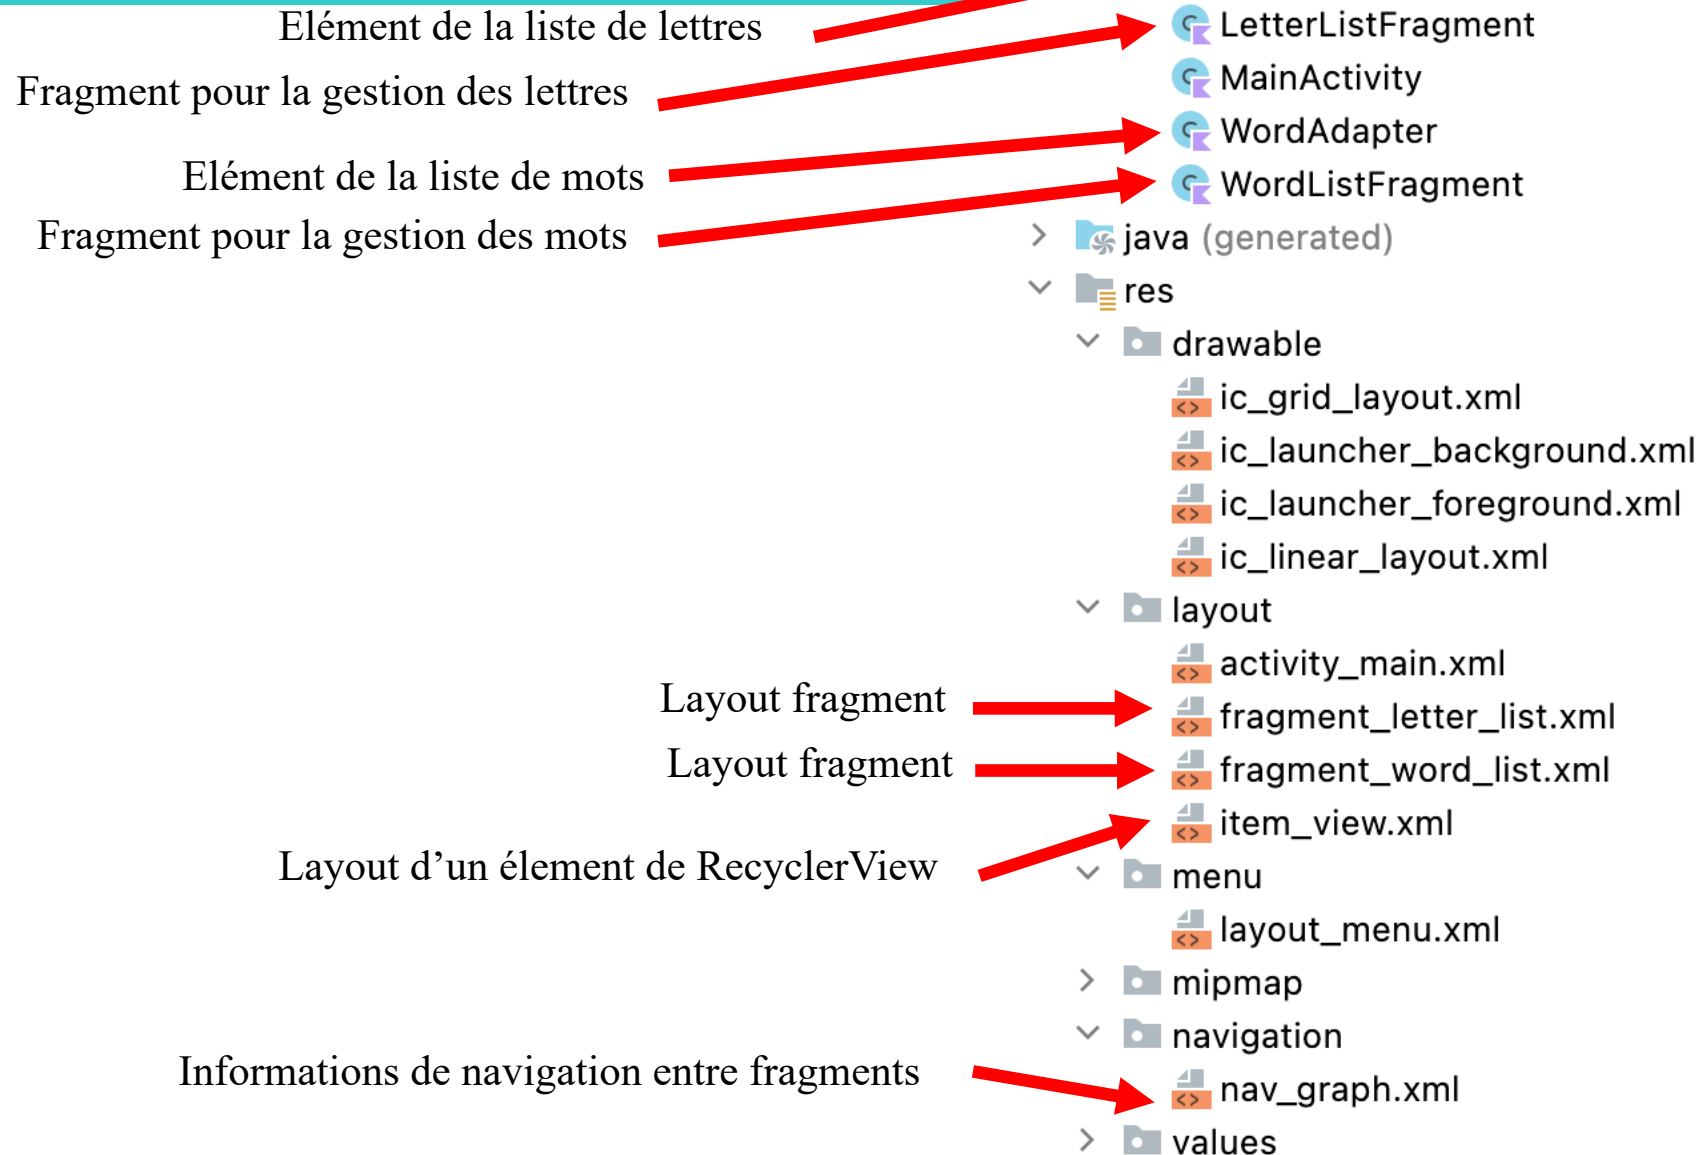 Elément de la liste de lettres
LetterListFragment
Fragment pour la gestion des lettres
MainActivity
WordAdapter
Elément de la liste de mots
WordListFragment
Fragment pour la gestion des mots
java (generated)
res
drawable
ic_grid_layout.xml
ic_launcher_background.xml
ic_launcher_foreground.xml
ic_linear_layout.xml
layout
activity_main.xml
Layout fragment
fragment_letter_list.xml
Layout fragment
fragment_word_list.xml
item_view.xml
Layout d’un élement de RecyclerView
menu
layout_menu.xml
mipmap
navigation
Informations de navigation entre fragments
nav_graph.xml
values